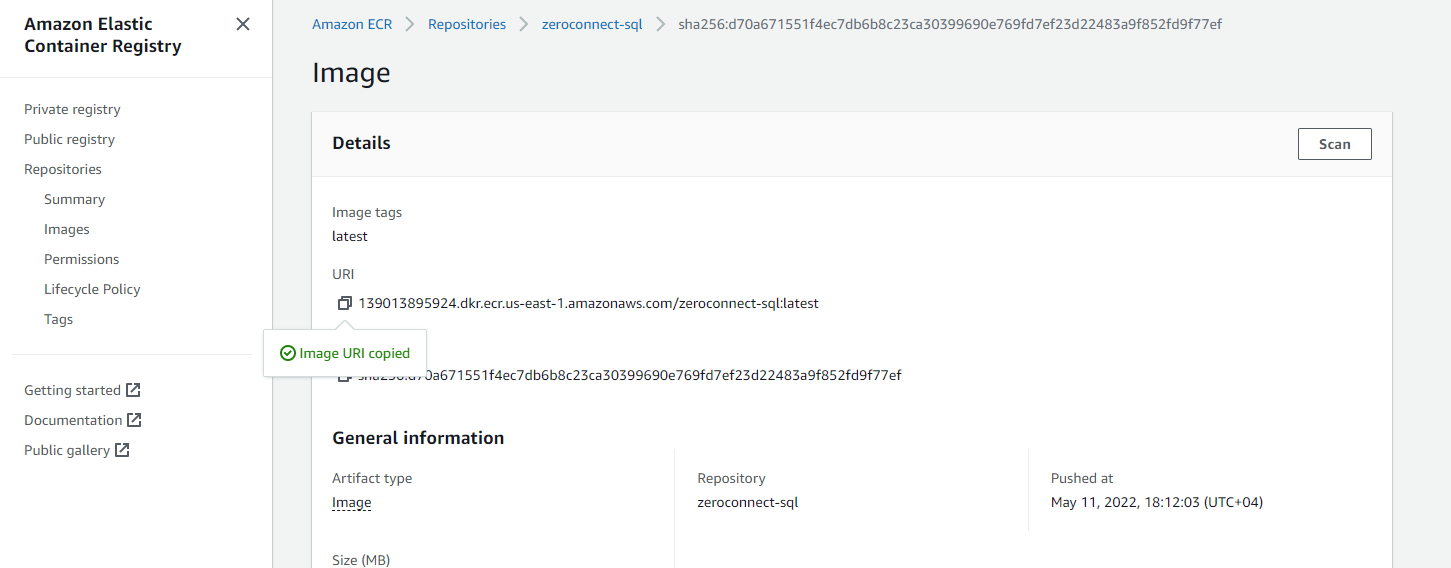 Amazon Elastic
Container Registry
Private registry
Public registry
Repositories
Summary
Images
Permissions
Lifecycle Policy
Tags
Getting started
Documentation
Public gallery
Amazon ECR
Repositories
zeroconnect-sql
sha256:d70a671551f4ec7db6b8c23ca30399690e769fd7ef23d22483a9f852fd9f77ef
Image
Details
Scan
Image tags
latest
URI
139013895924.dkr.ecr.us-east-1.amazonaws.com/zeroconnect-sql:latest
Image URI copied
sha256:d70a671551f4ec7db6b8c23ca30399690e769fd7ef23d22483a9f852fd9f77ef
General information
Artifact type
Image
Repository
zeroconnect-sql
Pushed at
May 11, 2022, 18:12:03 (UTC+04)
Size (MB)